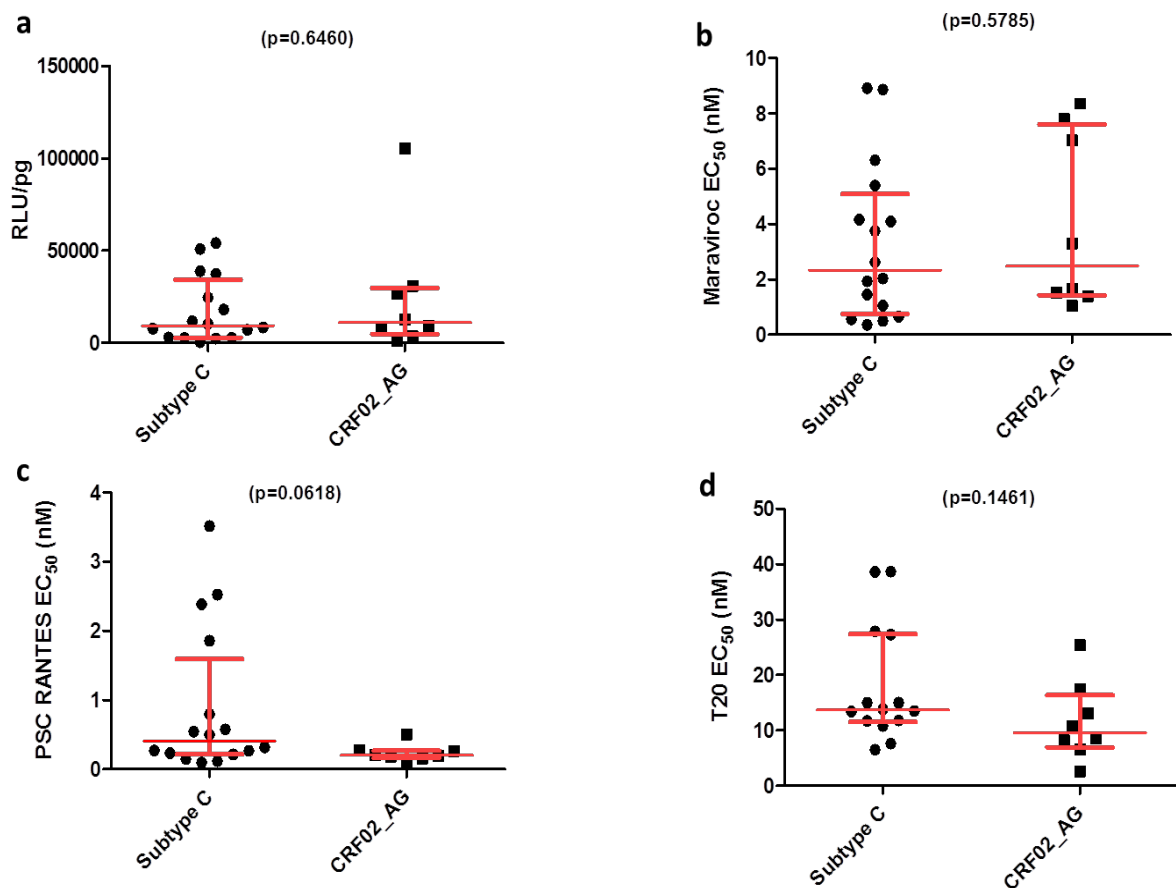 a
(p=0.6460)
RLU/pg
150000
100000
50000
0
Subtype C
CRF02_AG
b
(p=0.5785)
Maraviroc EC₅₀ (nM)
10
8
6
4
2
0
Subtype C
CRF02_AG
c
(p=0.0618)
PSC RANTES EC₅₀ (nM)
4
3
2
1
0
Subtype C
CRF02_AG
d
(p=0.1461)
T20 EC₅₀ (nM)
50
40
30
20
10
0
Subtype C
CRF02_AG